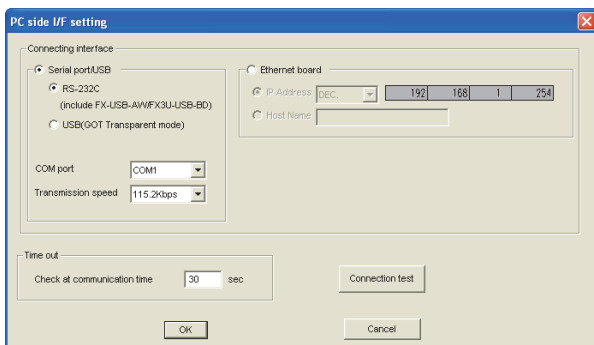 PC side I/F setting
Connecting interface
Serial port/USB
RS-232C
(include FX-USB-AW/FX3U-USB-BD)
USB(GOT Transparent mode)
COM port
COM1
Transmission speed
115.2Kbps
Ethernet board
IP Address
DEC.
192 168 1 254
Host Name
Time out
Check at communication time
30
sec
Connection test
OK
Cancel